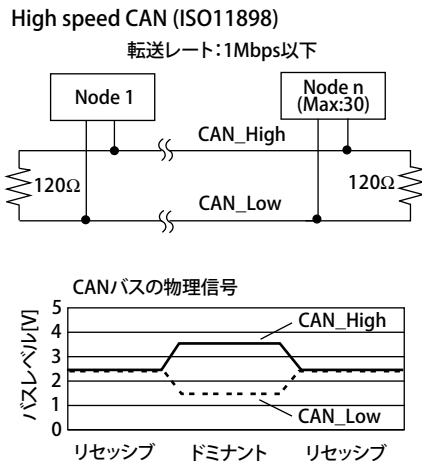 High speed CAN (ISO11898)
転送レート：1Mbps以下
Node 1
Node n
(Max:30)
CAN_High
120Ω
120Ω
CAN_Low
CANバスの物理信号
バスレベル[V]
5
4
3
2
1
0
CAN_High
CAN_Low
リセッシブ ドミナント リセッシブ